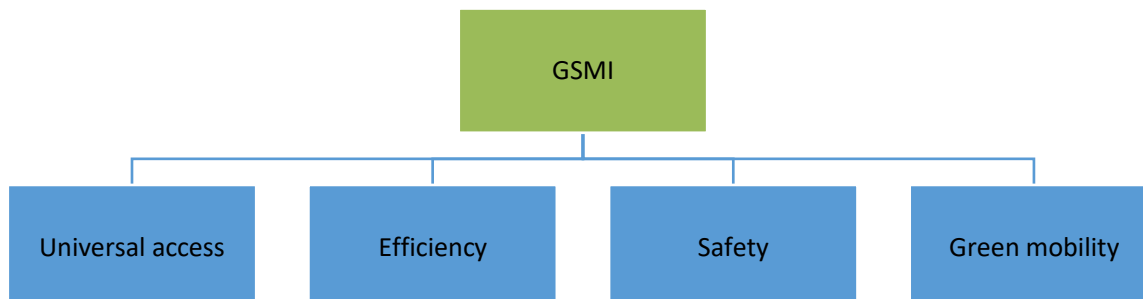 GSMI
Universal access
Efficiency
Safety
Green mobility